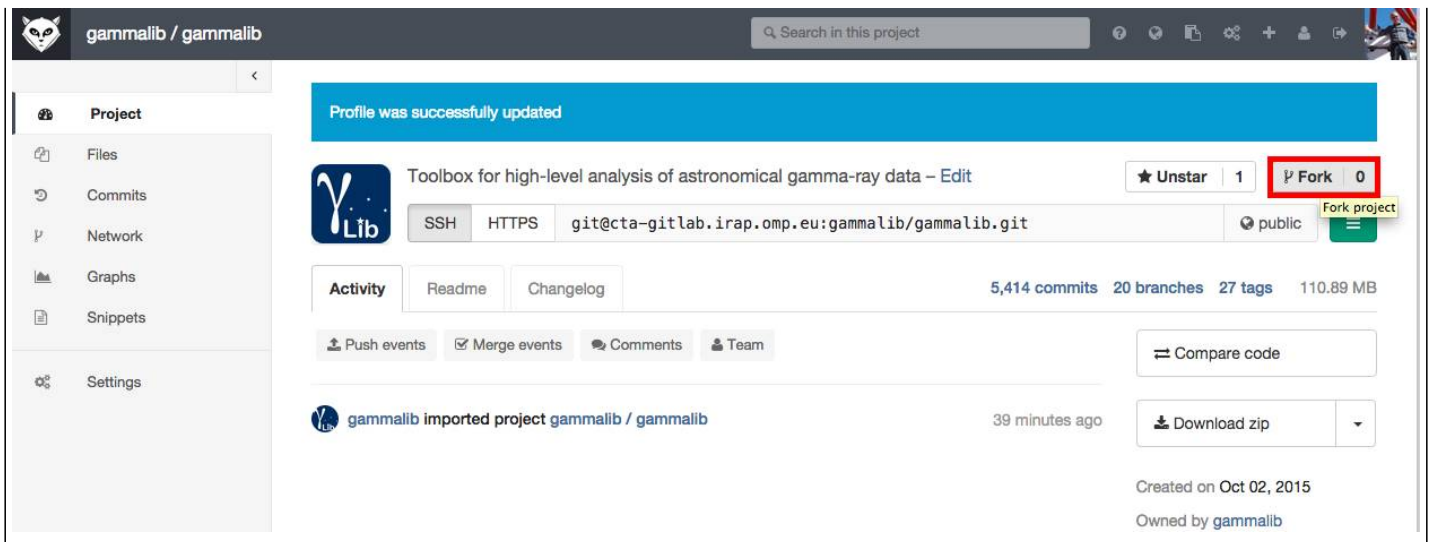 gammalib / gammalib
Search in this project
Project
Files
Commits
Network
Graphs
Snippets
Settings
Profile was successfully updated
γ Lib
Toolbox for high-level analysis of astronomical gamma-ray data – Edit
Unstar 1
Fork 0
Fork project
SSH HTTPS git@cta-gitlab.irap.omp.eu:gammalib/gammalib.git public
Activity Readme Changelog 5,414 commits 20 branches 27 tags 110.89 MB
Push events Merge events Comments Team
Compare code
γ Lib
gammalib imported project gammalib / gammalib 39 minutes ago
Download zip
Created on Oct 02, 2015
Owned by gammalib